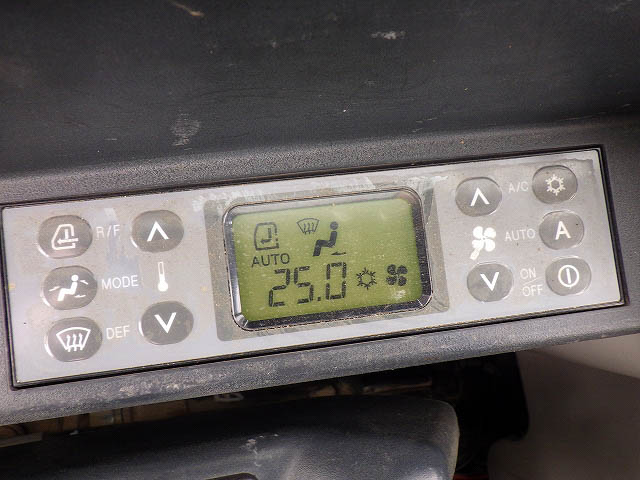 R/F
MODE
DEF
AUTO
25.0
A/C
AUTO
A
ON
OFF